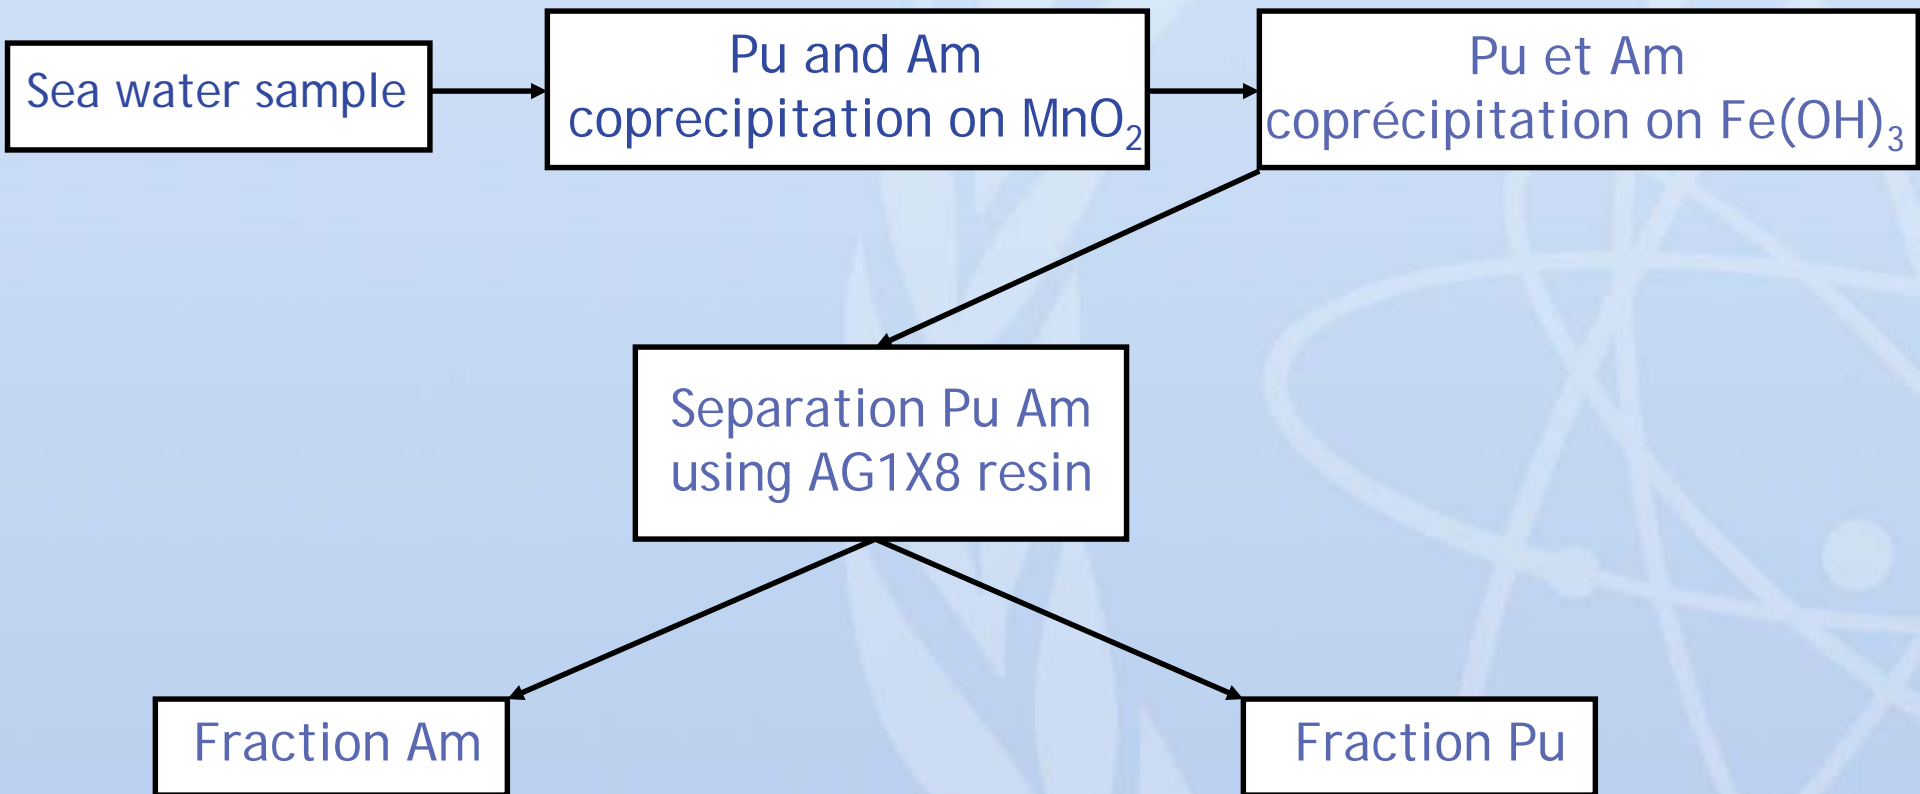 Sea water sample
Pu and Am
coprecipitation on MnO₂
Pu et Am
coprécipitation on Fe(OH)₃
Separation Pu Am
using AG1X8 resin
Fraction Am
Fraction Pu